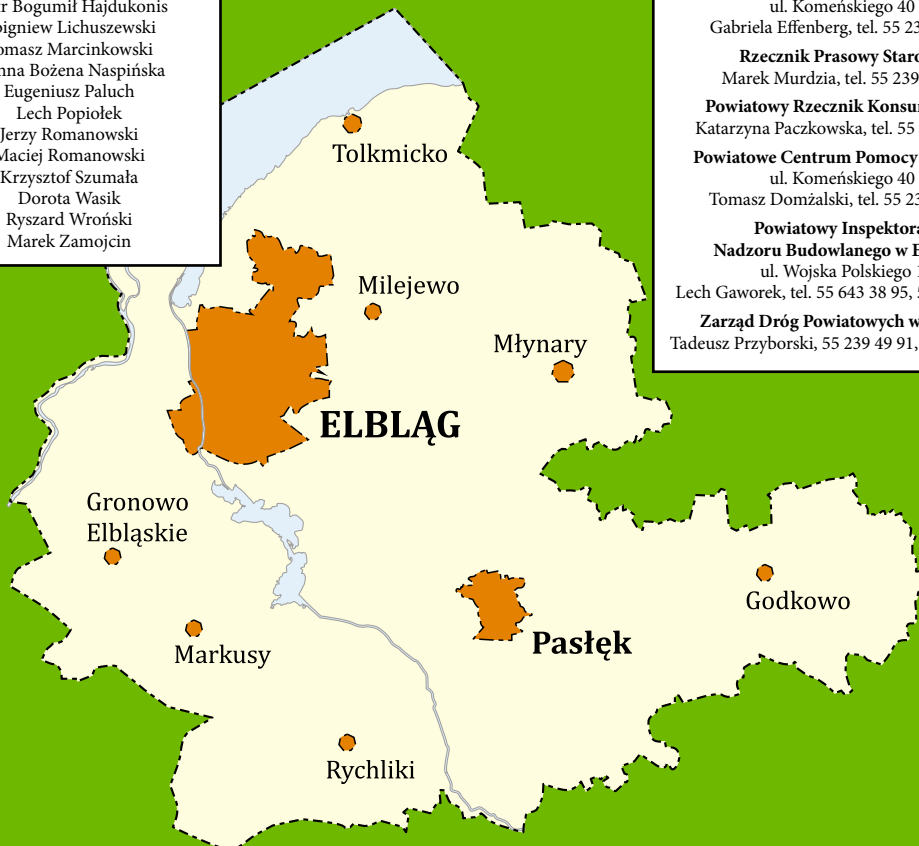 Bogumił Hajdukonis
Lichuszewski
Marcinkowski
Bożena Naspińska
Eugeniusz Paluch
Lech Popiołek
Jerzy Romanowski
Maciej Romanowski
Krzysztof Szumała
Dorota Wasik
Ryszard Wroński
Marek Zamojcin
ul. Komeńskiego 40
Gabriela Effenberg, tel. 55 23
Rzecznik Prasowy Staro
Marek Murdzia, tel. 55 239
Powiatowy Rzecznik Konsu
Katarzyna Paczkowska, tel. 55
Powiatowe Centrum Pomocy
ul. Komeńskiego 40
Tomasz Domżalski, tel. 55 23
Powiatowy Inspektora
Nadzoru Budowlanego w E
ul. Wojska Polskiego 1
Lech Gaworek, tel. 55 643 38 95, 5
Zarząd Dróg Powiatowych w
Tadeusz Przyborski, 55 239 49 91,
Tolkmicko
Milejewo
Młynary
ELBLĄG
Gronowo
Elbląskie
Godkowo
Pasłęk
Markusy
Rychliki